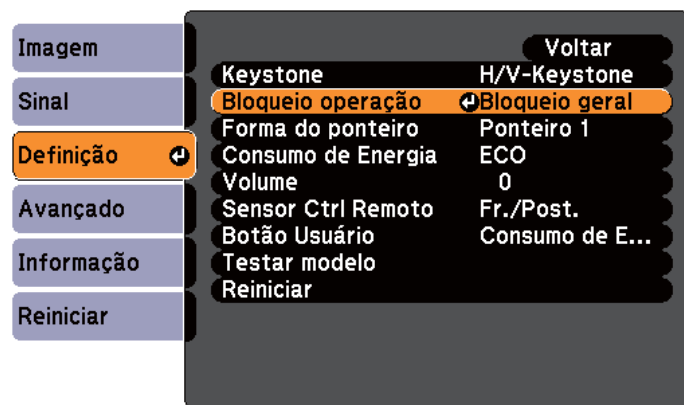 Imagem
Sinal
Definição
Avançado
Informação
Reiniciar
Voltar
Keystone H/V-Keystone
Bloqueio operação Bloqueio geral
Forma do ponteiro Ponteiro 1
Consumo de Energia ECO
Volume 0
Sensor Ctrl Remoto Fr./Post.
Botão Usuário Consumo de E...
Testar modelo
Reiniciar